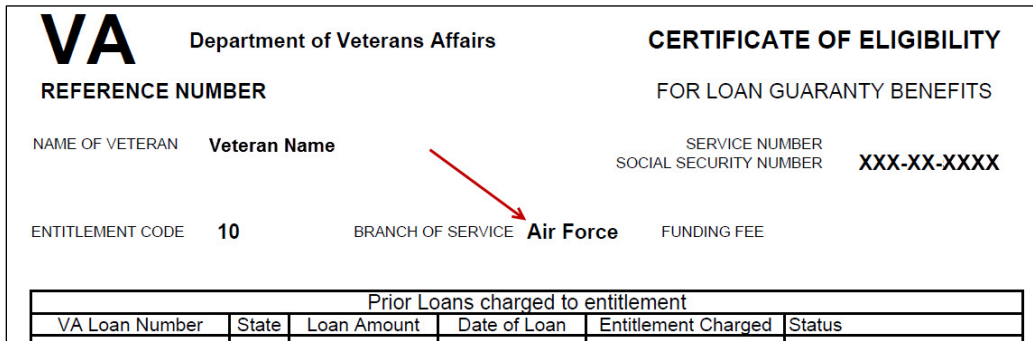 VA Department of Veterans Affairs CERTIFICATE OF ELIGIBILITY
REFERENCE NUMBER FOR LOAN GUARANTY BENEFITS
NAME OF VETERAN Veteran Name SERVICE NUMBER
SOCIAL SECURITY NUMBER XXX-XX-XXXX
ENTITLEMENT CODE 10 BRANCH OF SERVICE Air Force FUNDING FEE
Prior Loans charged to entitlement
VA Loan Number State Loan Amount Date of Loan Entitlement Charged Status